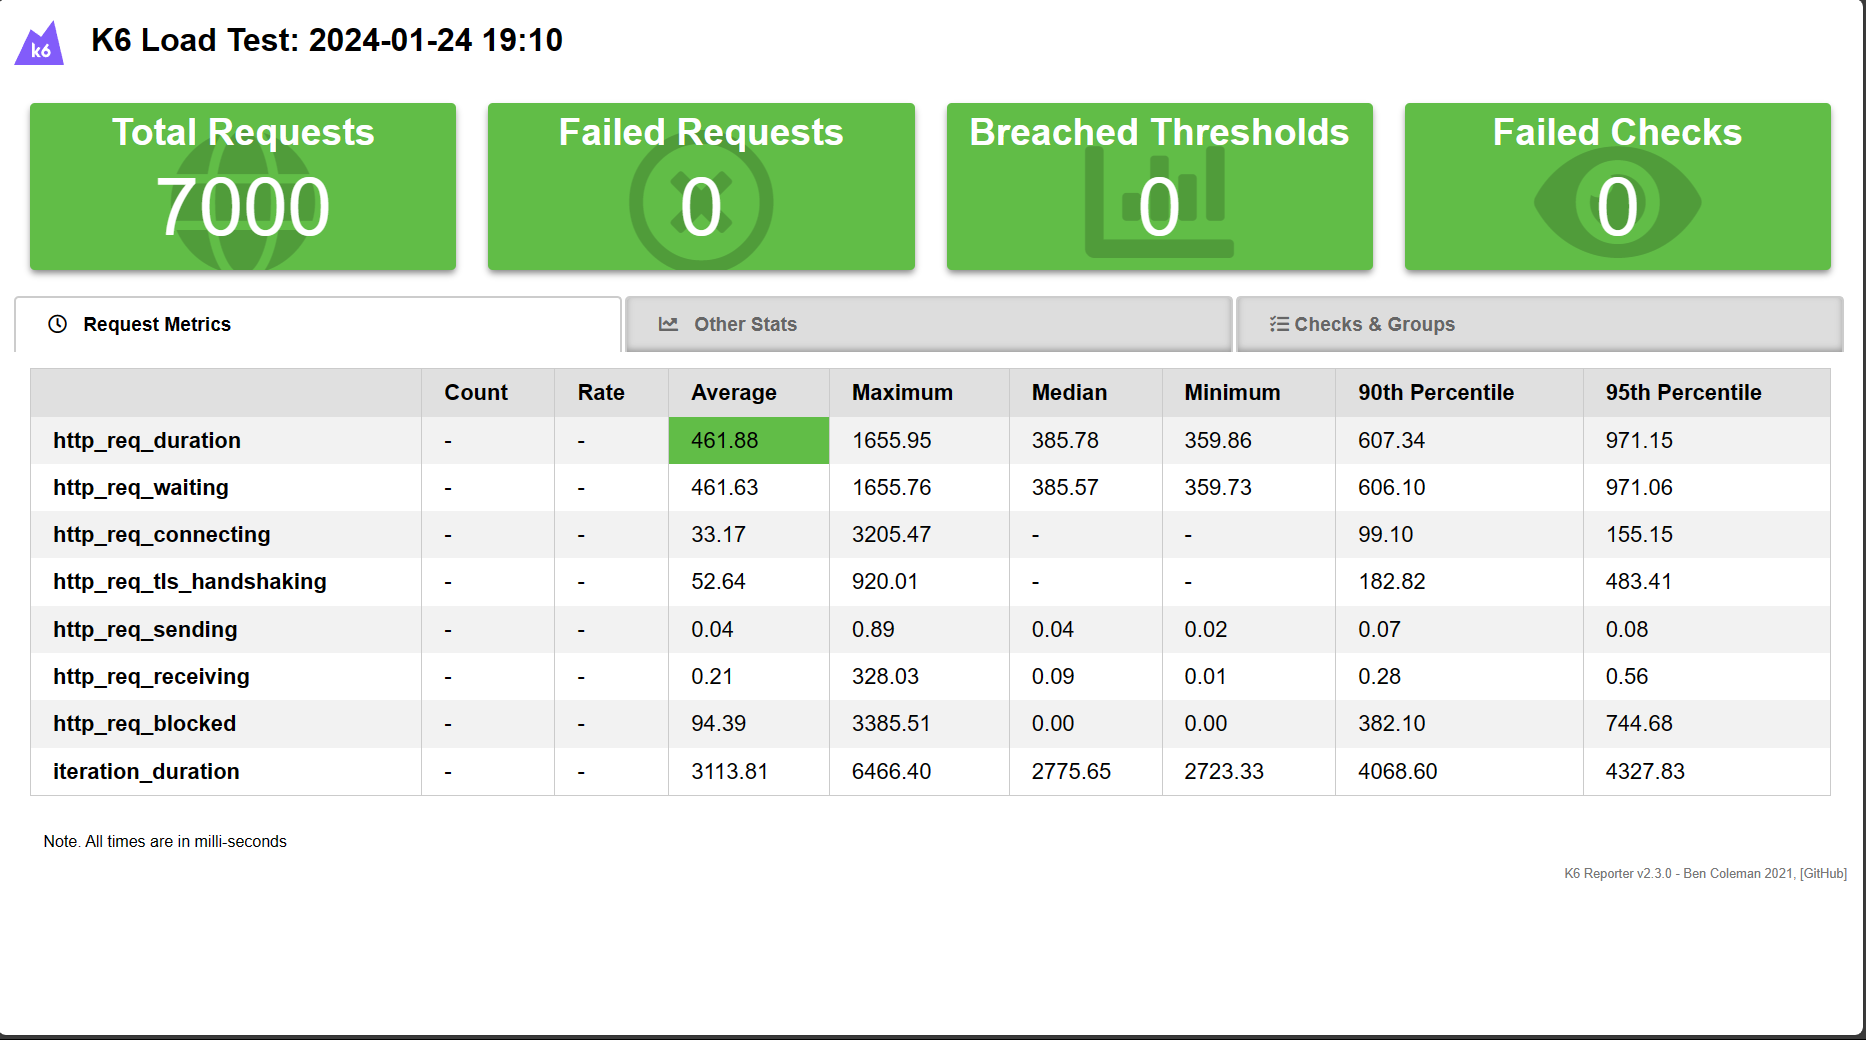 k6
K6 Load Test: 2024-01-24 19:10
Total Requests
7000
Failed Requests
0
Breached Thresholds
0
Failed Checks
0
Request Metrics
Other Stats
Checks & Groups
Count Rate Average Maximum Median Minimum 90th Percentile 95th Percentile
http_req_duration - - 461.88 1655.95 385.78 359.86 607.34 971.15
http_req_waiting - - 461.63 1655.76 385.57 359.73 606.10 971.06
http_req_connecting - - 33.17 3205.47 - - 99.10 155.15
http_req_tls_handshaking - - 52.64 920.01 - - 182.82 483.41
http_req_sending - - 0.04 0.89 0.04 0.02 0.07 0.08
http_req_receiving - - 0.21 328.03 0.09 0.01 0.28 0.56
http_req_blocked - - 94.39 3385.51 0.00 0.00 382.10 744.68
iteration_duration - - 3113.81 6466.40 2775.65 2723.33 4068.60 4327.83
Note. All times are in milli-seconds
K6 Reporter v2.3.0 - Ben Coleman 2021, [GitHub]